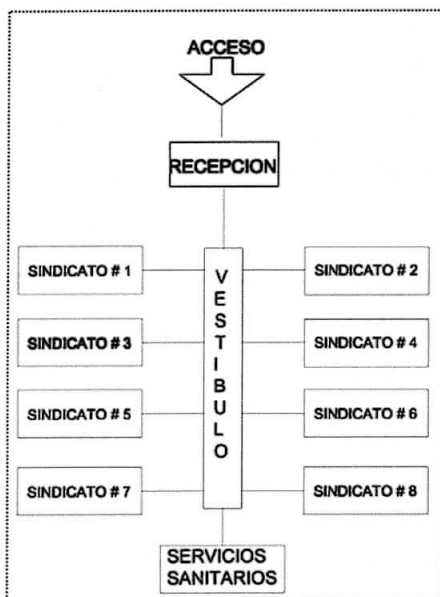 ACCESO
RECEPCION
VESTIBULO
SINDICATO # 1
SINDICATO # 2
SINDICATO # 3
SINDICATO # 4
SINDICATO # 5
SINDICATO # 6
SINDICATO # 7
SINDICATO # 8
SERVICIOS
SANITARIOS